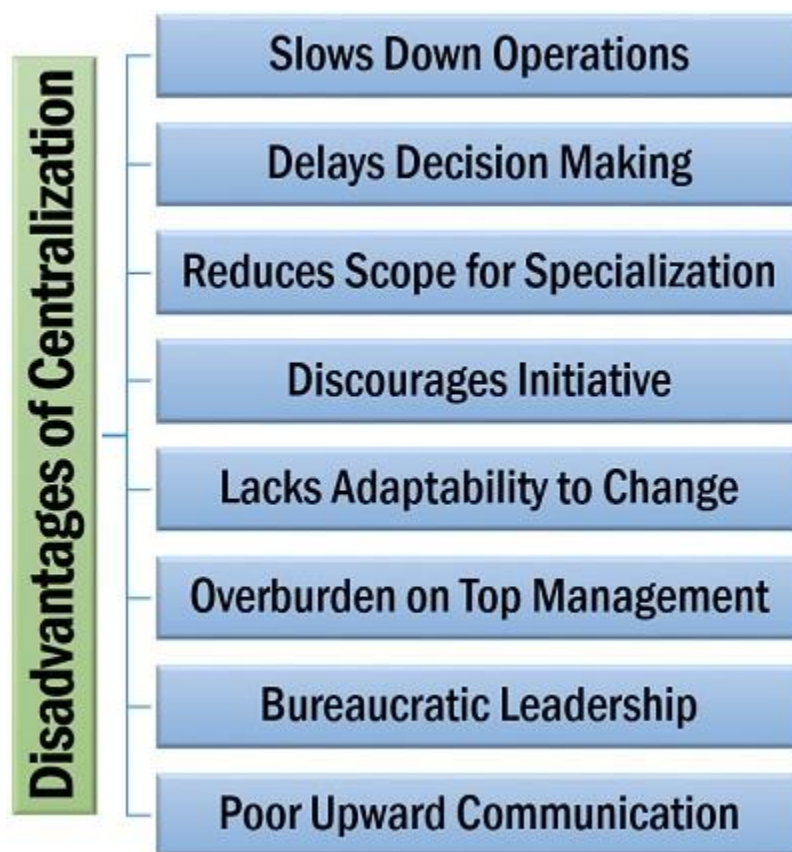 Disadvantages of Centralization
Slows Down Operations
Delays Decision Making
Reduces Scope for Specialization
Discourages Initiative
Lacks Adaptability to Change
Overburden on Top Management
Bureaucratic Leadership
Poor Upward Communication